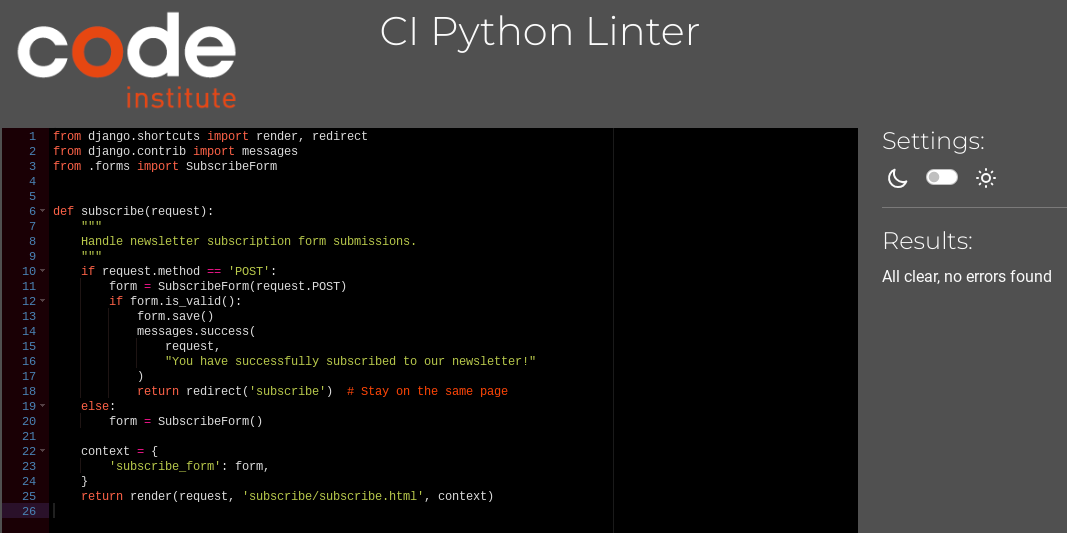 code
institute
CI Python Linter
1 from django.shortcuts import render, redirect
2 from django.contrib import messages
3 from .forms import SubscribeForm
4
5
6 def subscribe(request):
7     """
8     Handle newsletter subscription form submissions.
9     """
10     if request.method == 'POST':
11         form = SubscribeForm(request.POST)
12         if form.is_valid():
13             form.save()
14             messages.success(
15                 request,
16                 "You have successfully subscribed to our newsletter!"
17             )
18             return redirect('subscribe')  # Stay on the same page
19     else:
20         form = SubscribeForm()
21
22     context = {
23         'subscribe_form': form,
24     }
25     return render(request, 'subscribe/subscribe.html', context)
26
Settings:
Results:
All clear, no errors found